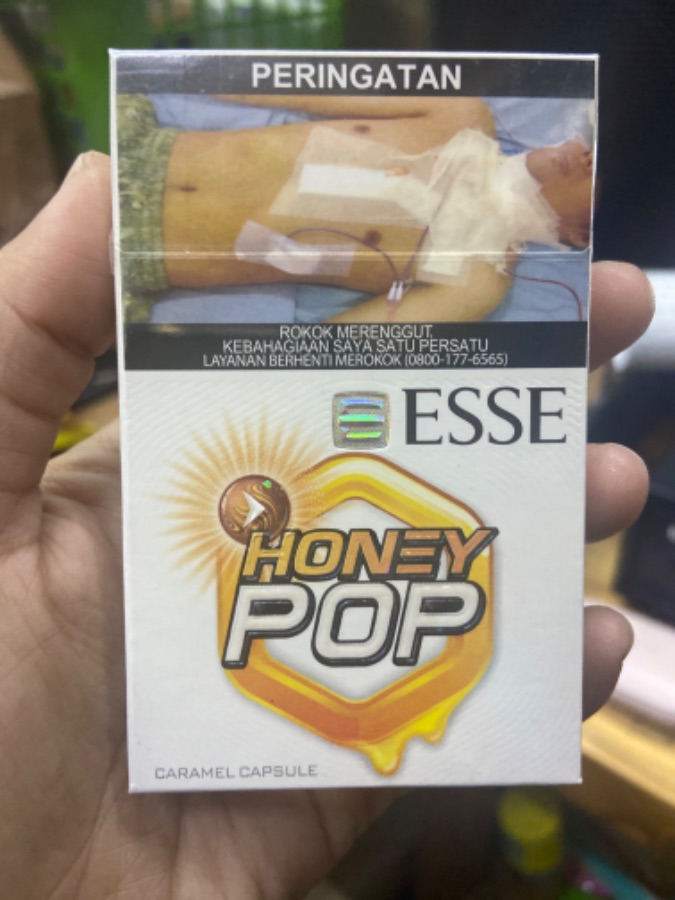 PERINGATAN
ROKOK MERENGGUT
KEBAHAGIAAN SAYA SATU PERSATU
LAYANAN BERHENTI MEROKOK (0800-177-6565)
ESSE
HONEY
POP
CARAMEL CAPSULE